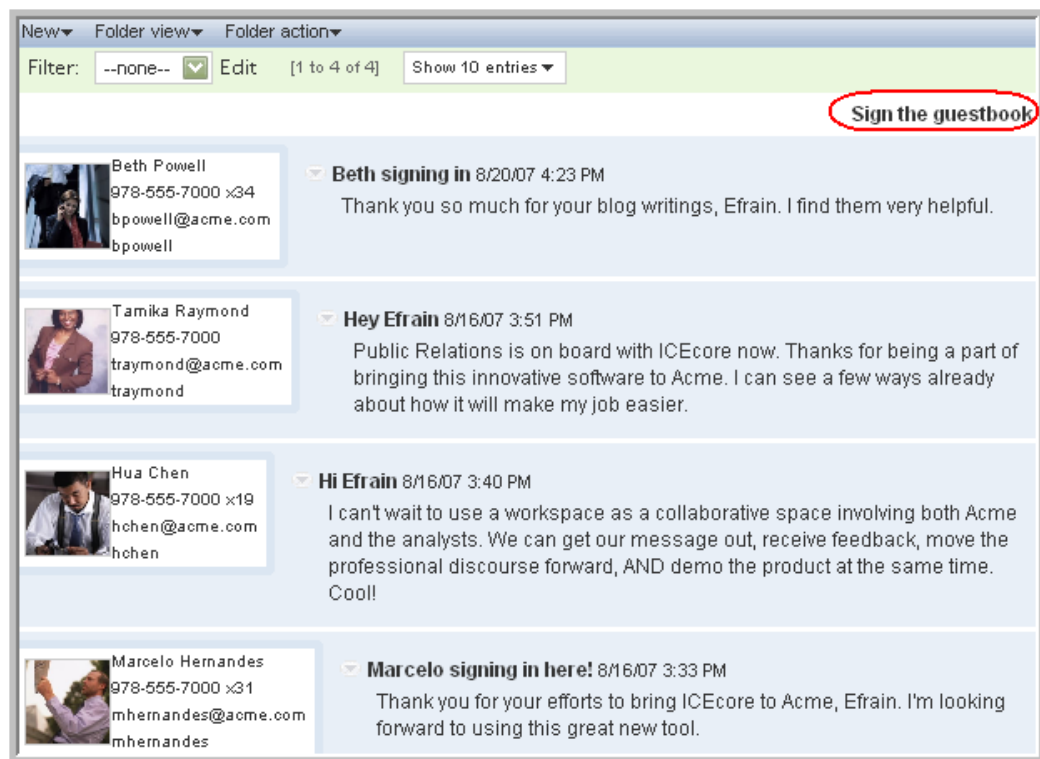 New Folder view Folder action
Filter: --none-- Edit [1 to 4 of 4] Show 10 entries
Sign the guestbook
Beth Powell
978-555-7000 x34
bpowell@acme.com
bpowell
Beth signing in 8/20/07 4:23 PM
Thank you so much for your blog writings, Efrain. I find them very helpful.
Tamika Raymond
978-555-7000
traymond@acme.com
traymond
Hey Efrain 8/16/07 3:51 PM
Public Relations is on board with ICEcore now. Thanks for being a part of
bringing this innovative software to Acme. I can see a few ways already
about how it will make my job easier.
Hua Chen
978-555-7000 x19
hchen@acme.com
hchen
Hi Efrain 8/16/07 3:40 PM
I can't wait to use a workspace as a collaborative space involving both Acme
and the analysts. We can get our message out, receive feedback, move the
professional discourse forward, AND demo the product at the same time.
Cool!
Marcelo Hernandes
978-555-7000 x31
mhernandes@acme.com
mhernandes
Marcelo signing in here! 8/16/07 3:33 PM
Thank you for your efforts to bring ICEcore to Acme, Efrain. I'm looking
forward to using this great new tool.